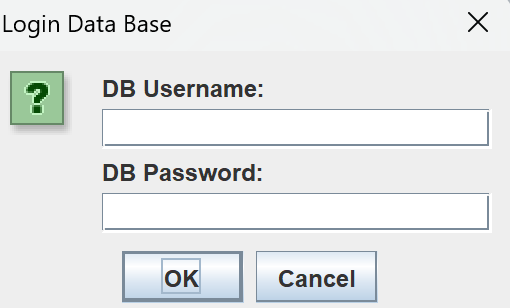 Login Data Base
?
DB Username:
DB Password:
OK
Cancel